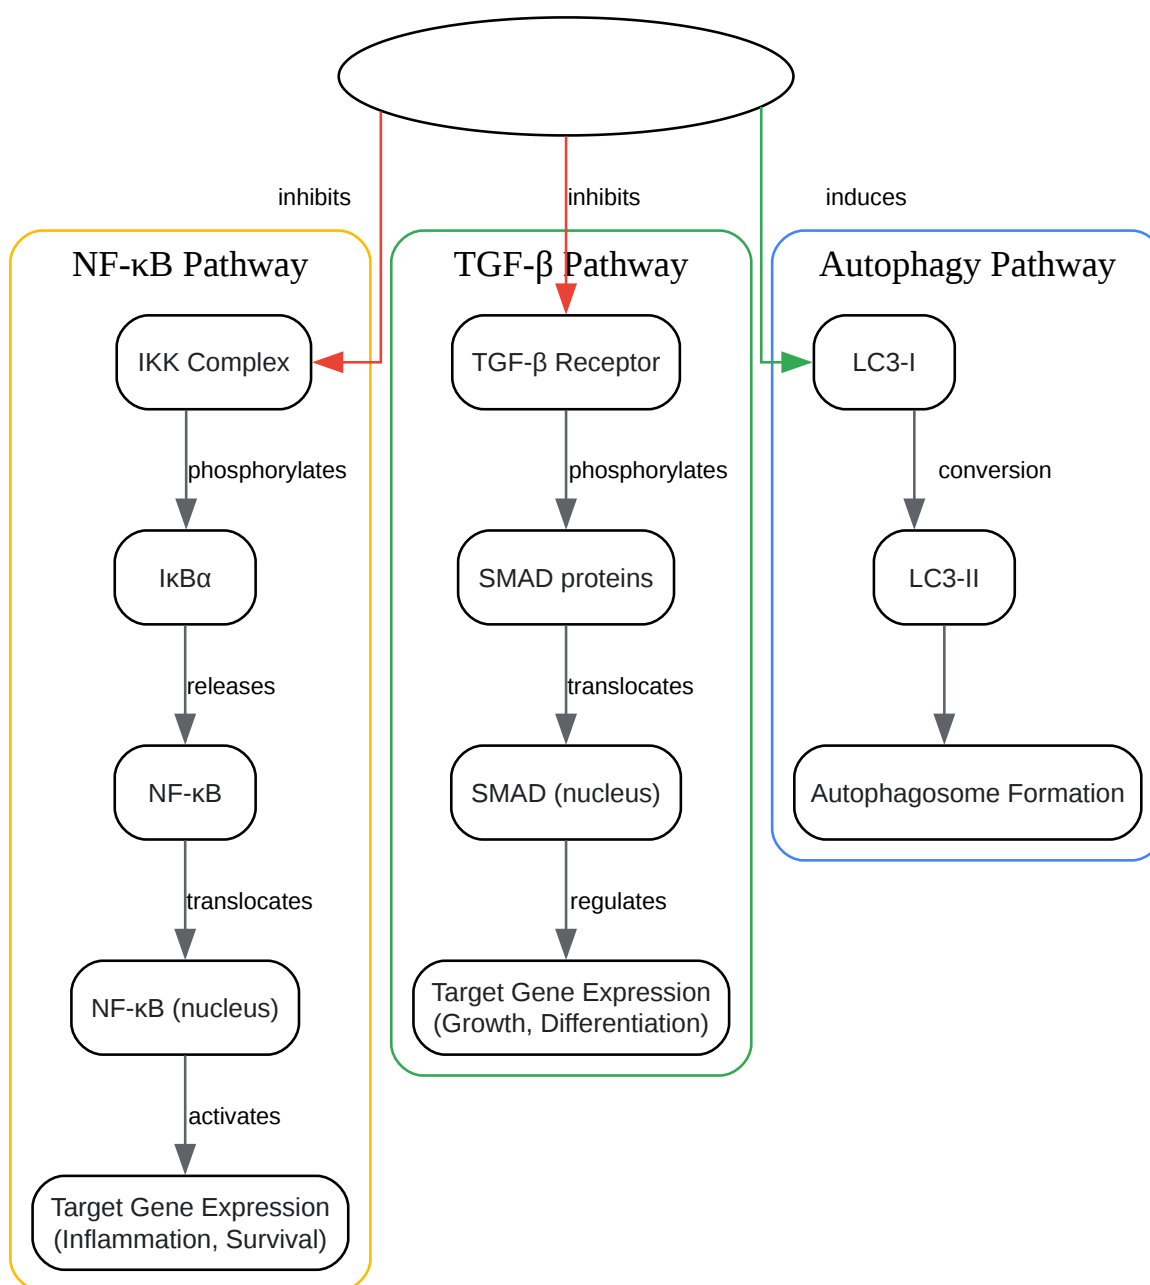 inhibits
inhibits
induces
NF-κB Pathway
TGF-β Pathway
Autophagy Pathway
IKK Complex
TGF-β Receptor
LC3-I
phosphorylates
phosphorylates
conversion
IκBα
SMAD proteins
LC3-II
releases
translocates
NF-κB
SMAD (nucleus)
Autophagosome Formation
translocates
regulates
NF-κB (nucleus)
Target Gene Expression
(Growth, Differentiation)
activates
Target Gene Expression
(Inflammation, Survival)